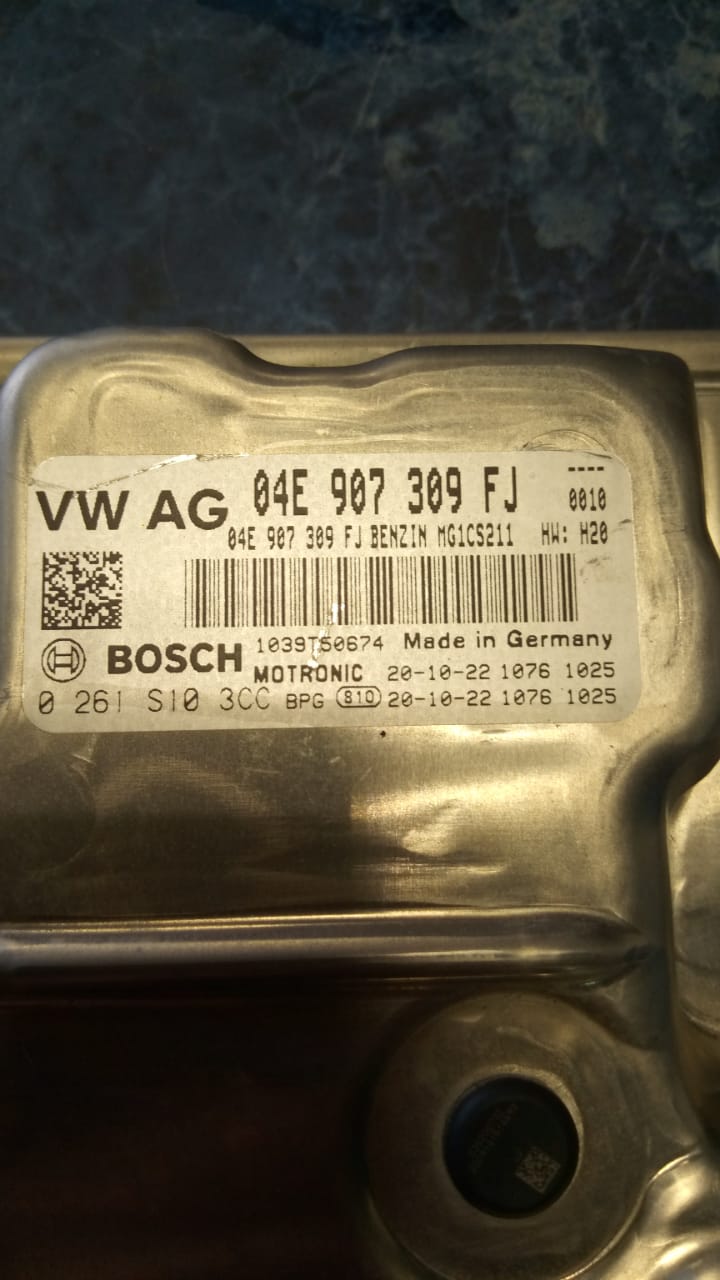 VW AG 04E 907 309 FJ ----
0010
04E 907 309 FJ BENZIN MG1CS211 HW: H20
BOSCH 1039T50674 Made in Germany
MOTRONIC 20-10-22 1076 1025
0 261 S10 3CC BPG S10 20-10-22 1076 1025